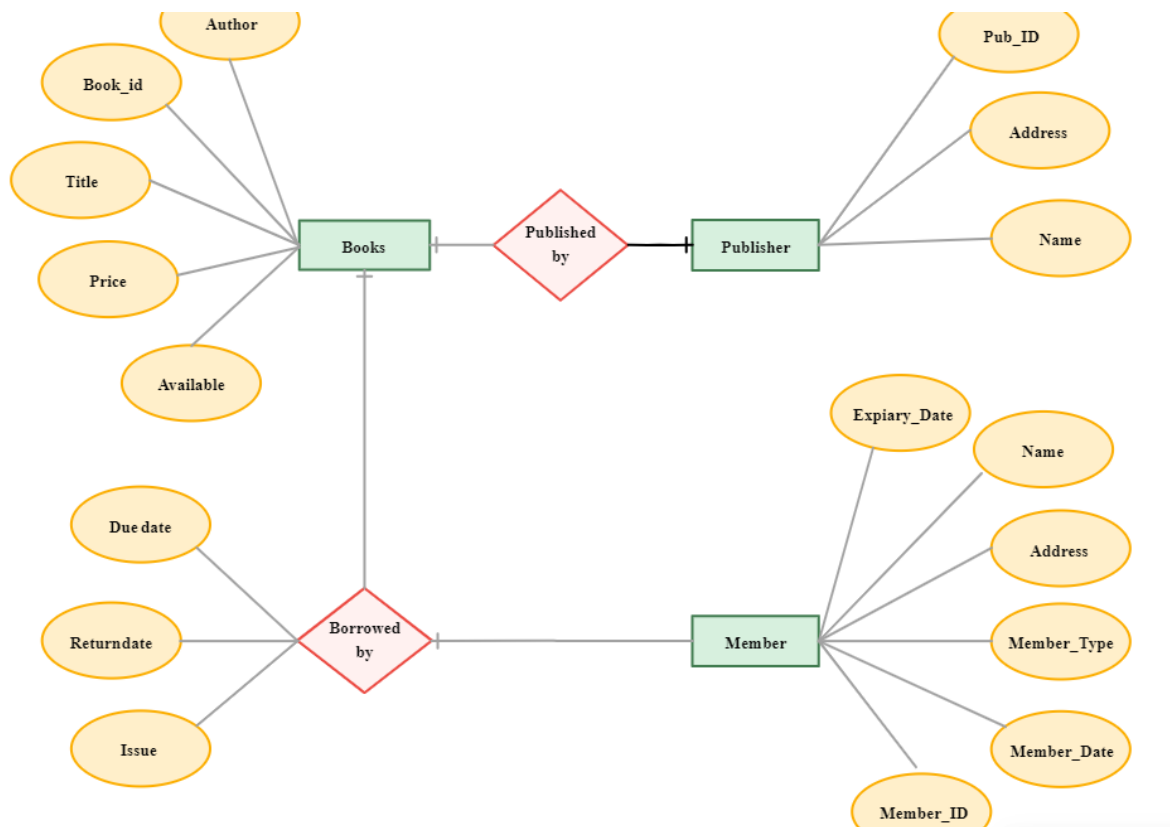 Author
Pub_ID
Book_id
Address
Title
Published
by
Books
Publisher
Name
Price
Available
Expiary_Date
Name
Due date
Address
Borrowed
by
Returndate
Member
Member_Type
Issue
Member_Date
Member_ID